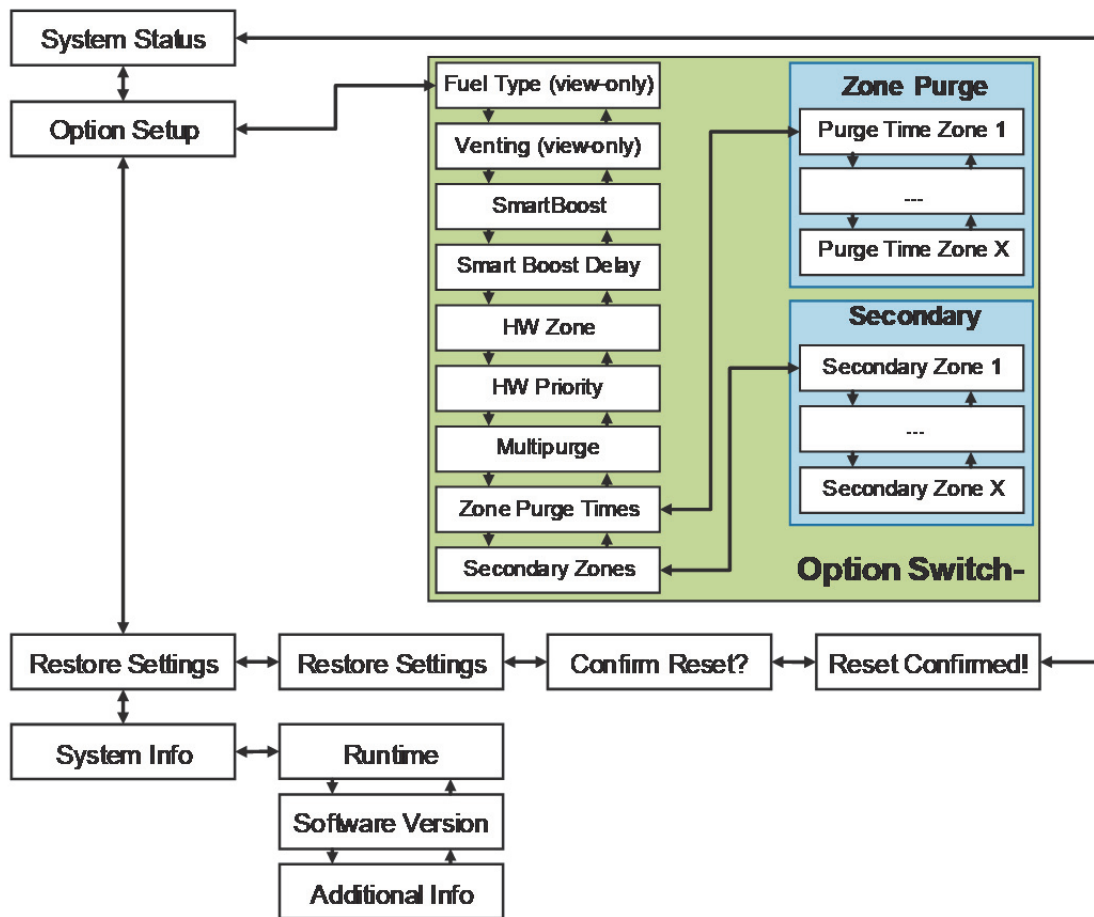 System Status
Option Setup
Fuel Type (view-only)
Venting (view-only)
SmartBoost
Smart Boost Delay
HW Zone
HW Priority
Multipurge
Zone Purge Times
Secondary Zones
Zone Purge
Purge Time Zone 1
...
Purge Time Zone X
Secondary
Secondary Zone 1
...
Secondary Zone X
Option Switch-
Restore Settings
Restore Settings
Confirm Reset?
Reset Confirmed!
System Info
Runtime
Software Version
Additional Info